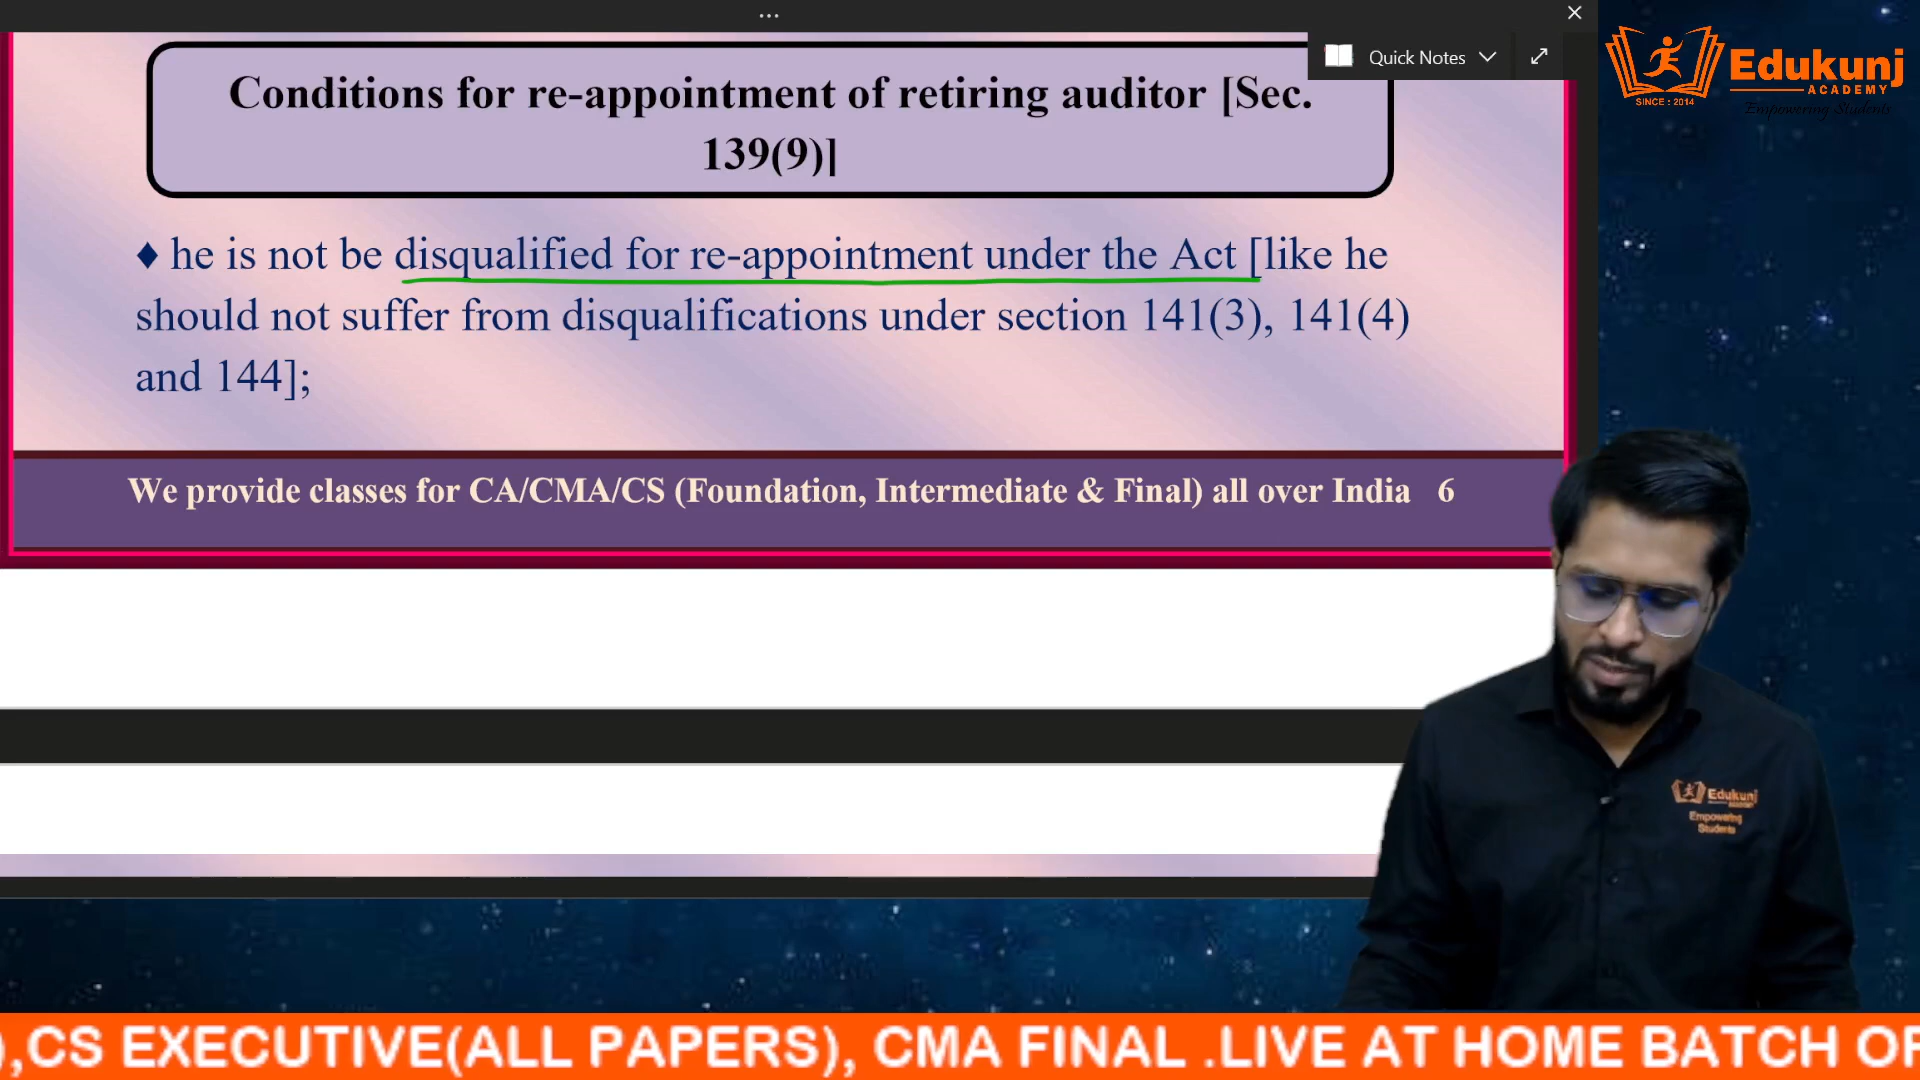 Quick Notes
Edukunj
ACADEMY
SINCE : 2014
Empowering Students
Conditions for re-appointment of retiring auditor [Sec.
139(9)]
♦ he is not be disqualified for re-appointment under the Act [like he
should not suffer from disqualifications under section 141(3), 141(4)
and 144];
We provide classes for CA/CMA/CS (Foundation, Intermediate & Final) all over India 6
Edukunj
Empowering
Students
),CS EXECUTIVE(ALL PAPERS), CMA FINAL .LIVE AT HOME BATCH OF